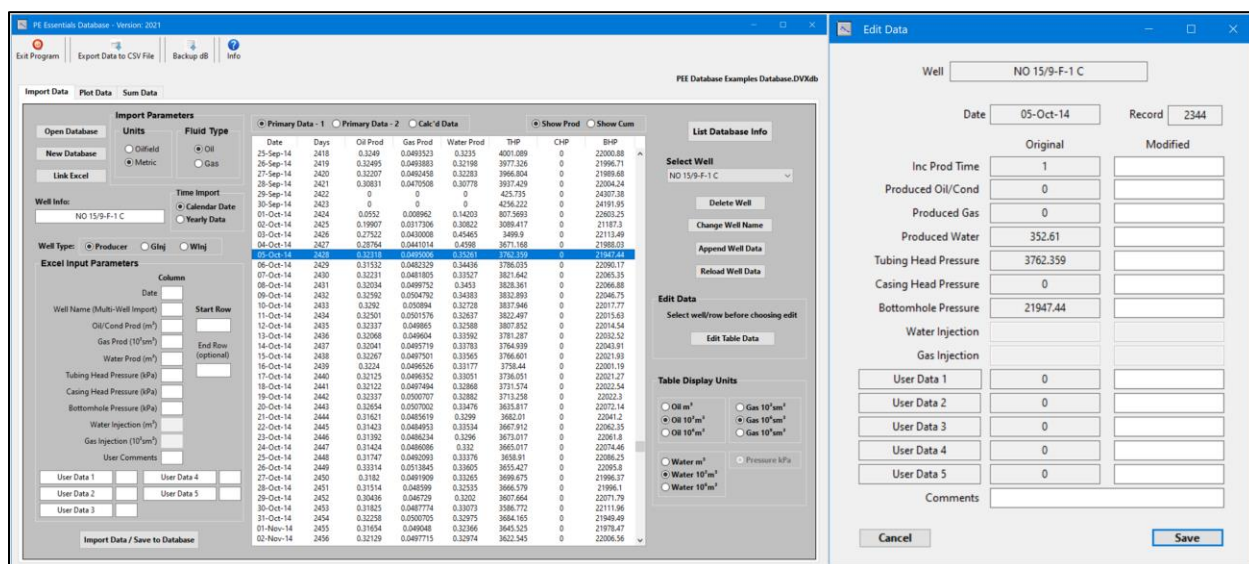 PE Essentials Database - Version: 2021
Exit Program Export Data to CSV File Backup dB Info
PEE Database Examples Database.DVXdb
Import Data Plot Data Sum Data
Import Parameters
Open Database
New Database
Link Excel
Units
Oilfield
Metric
Fluid Type
Oil
Gas
Well Info:
NO 15/9-F-1 C
Time Import
Calendar Date
Yearly Data
Well Type: Producer GInj WInj
Excel Input Parameters
Column
Date
Well Name (Multi-Well Import) Start Row
Oil/Cond Prod (m³)
Gas Prod (10³sm³) End Row
(optional)
Water Prod (m³)
Tubing Head Pressure (kPa)
Casing Head Pressure (kPa)
Bottomhole Pressure (kPa)
Water Injection (m³)
Gas Injection (10³sm³)
User Comments
User Data 1 User Data 4
User Data 2 User Data 5
User Data 3
Import Data / Save to Database
Primary Data - 1 Primary Data - 2 Calc'd Data Show Prod Show Cum
Date Days Oil Prod Gas Prod Water Prod THP CHP BHP
25-Sep-14 2418 0.3249 0.0493523 0.3235 4001.089 0 22000.88
26-Sep-14 2419 0.32495 0.0493883 0.32198 3977.326 0 21996.71
27-Sep-14 2420 0.32207 0.0492458 0.32283 3966.804 0 21989.68
28-Sep-14 2421 0.30831 0.0470508 0.30778 3937.429 0 22004.24
29-Sep-14 2422 0 0 0 425.735 0 24307.38
30-Sep-14 2423 0 0 0 4256.222 0 24191.95
01-Oct-14 2424 0.0552 0.008962 0.14203 807.5693 0 22603.25
02-Oct-14 2425 0.19907 0.0317306 0.30822 3089.417 0 21187.3
03-Oct-14 2426 0.27522 0.0430008 0.45465 3499.9 0 22113.49
04-Oct-14 2427 0.28764 0.0441014 0.4598 3671.168 0 21988.03
05-Oct-14 2428 0.32318 0.0495006 0.35261 3762.359 0 21947.44
06-Oct-14 2429 0.31532 0.0482329 0.34436 3786.035 0 22090.17
07-Oct-14 2430 0.32231 0.0481805 0.33527 3821.642 0 22065.35
08-Oct-14 2431 0.32034 0.0499752 0.3453 3828.361 0 22066.88
09-Oct-14 2432 0.32592 0.0504792 0.34383 3832.893 0 22046.75
10-Oct-14 2433 0.3292 0.050894 0.32728 3837.946 0 22017.77
11-Oct-14 2434 0.32501 0.0501576 0.32637 3822.497 0 22015.63
12-Oct-14 2435 0.32337 0.049865 0.32588 3807.852 0 22014.54
13-Oct-14 2436 0.32068 0.049604 0.33592 3781.287 0 22032.52
14-Oct-14 2437 0.32041 0.0495719 0.33783 3764.939 0 22043.91
15-Oct-14 2438 0.32267 0.0497501 0.33565 3766.601 0 22021.93
16-Oct-14 2439 0.3224 0.0496526 0.33177 3758.44 0 22001.19
17-Oct-14 2440 0.32125 0.0496352 0.33051 3736.051 0 22021.27
18-Oct-14 2441 0.32122 0.0497494 0.32868 3731.574 0 22022.54
19-Oct-14 2442 0.32337 0.0500707 0.32882 3713.258 0 22022.3
20-Oct-14 2443 0.32654 0.0507002 0.33476 3635.817 0 22072.14
21-Oct-14 2444 0.31621 0.0485619 0.3299 3682.01 0 22041.2
22-Oct-14 2445 0.31423 0.0484953 0.33534 3667.912 0 22062.35
23-Oct-14 2446 0.31392 0.0486234 0.3296 3673.017 0 22061.8
24-Oct-14 2447 0.31424 0.0486086 0.332 3665.017 0 22074.46
25-Oct-14 2448 0.31747 0.0492093 0.33376 3658.91 0 22086.25
26-Oct-14 2449 0.33314 0.0513845 0.33605 3655.427 0 22095.8
27-Oct-14 2450 0.3182 0.0491909 0.33265 3699.675 0 21996.37
28-Oct-14 2451 0.31514 0.048599 0.32535 3666.579 0 21996.1
29-Oct-14 2452 0.30436 0.046729 0.3202 3607.664 0 22071.79
30-Oct-14 2453 0.31825 0.0487774 0.33073 3586.772 0 22111.96
31-Oct-14 2454 0.32258 0.0500705 0.32975 3684.165 0 21949.49
01-Nov-14 2455 0.31654 0.049048 0.32366 3645.525 0 21978.47
02-Nov-14 2456 0.32129 0.0497715 0.32974 3622.545 0 22006.56
List Database Info
Select Well
NO 15/9-F-1 C
Delete Well
Change Well Name
Append Well Data
Reload Well Data
Edit Data
Select well/row before choosing edit
Edit Table Data
Table Display Units
Oil m³ Gas 10³sm³
Oil 10³m³ Gas 10⁶sm³
Oil 10⁶m³ Gas 10⁹sm³
Water m³ Pressure kPa
Water 10³m³
Water 10⁶m³
Edit Data
Well NO 15/9-F-1 C
Date 05-Oct-14 Record 2344
Original Modified
Inc Prod Time 1
Produced Oil/Cond 0
Produced Gas 0
Produced Water 352.61
Tubing Head Pressure 3762.359
Casing Head Pressure 0
Bottomhole Pressure 21947.44
Water Injection
Gas Injection
User Data 1 0
User Data 2 0
User Data 3 0
User Data 4 0
User Data 5 0
Comments
Cancel Save